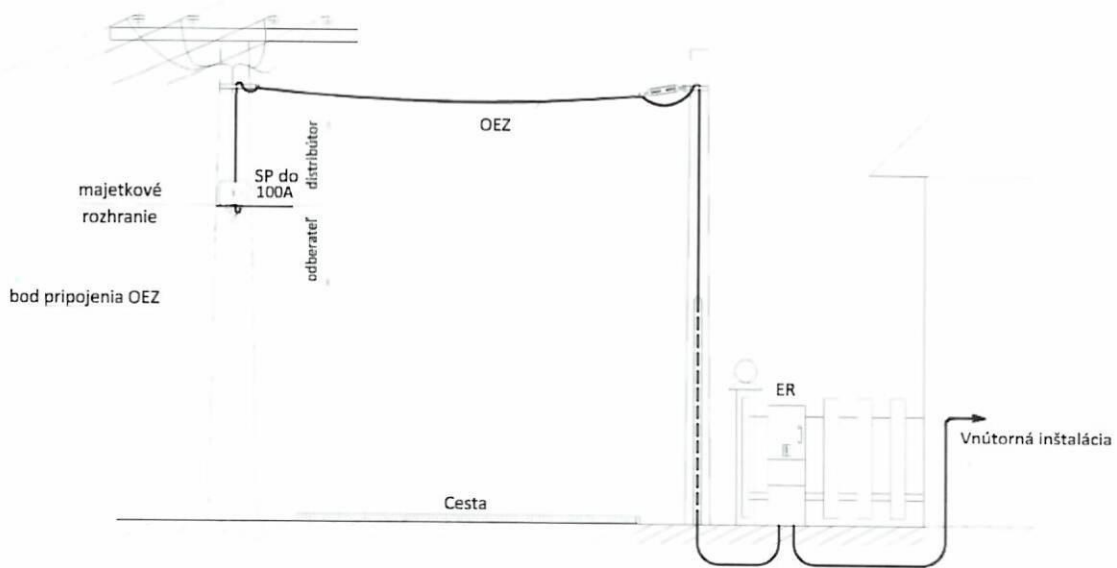 OEZ
distribútor
SP do
100A
majetkové
rozhranie
odberateľ
bod pripojenia OEZ
ER
Vnútorná inštalácia
Cesta